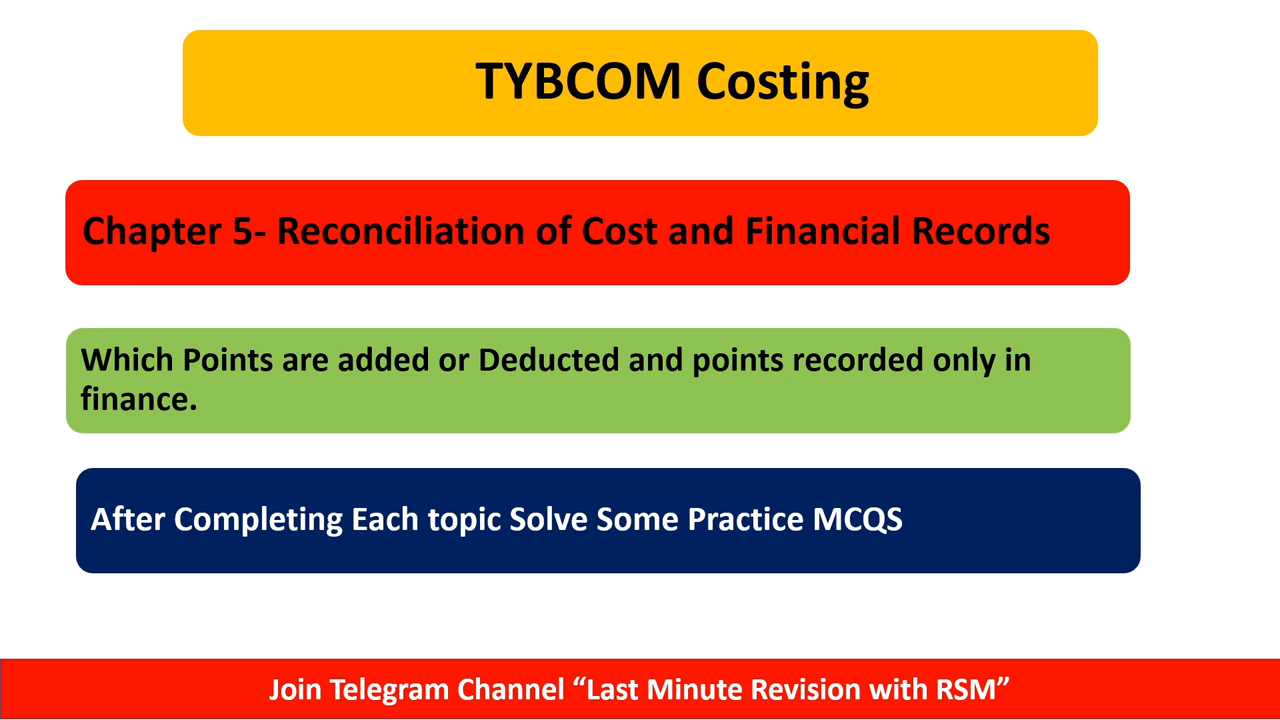 TYBCOM Costing
Chapter 5- Reconciliation of Cost and Financial Records
Which Points are added or Deducted and points recorded only in
finance.
After Completing Each topic Solve Some Practice MCQS
Join Telegram Channel “Last Minute Revision with RSM”